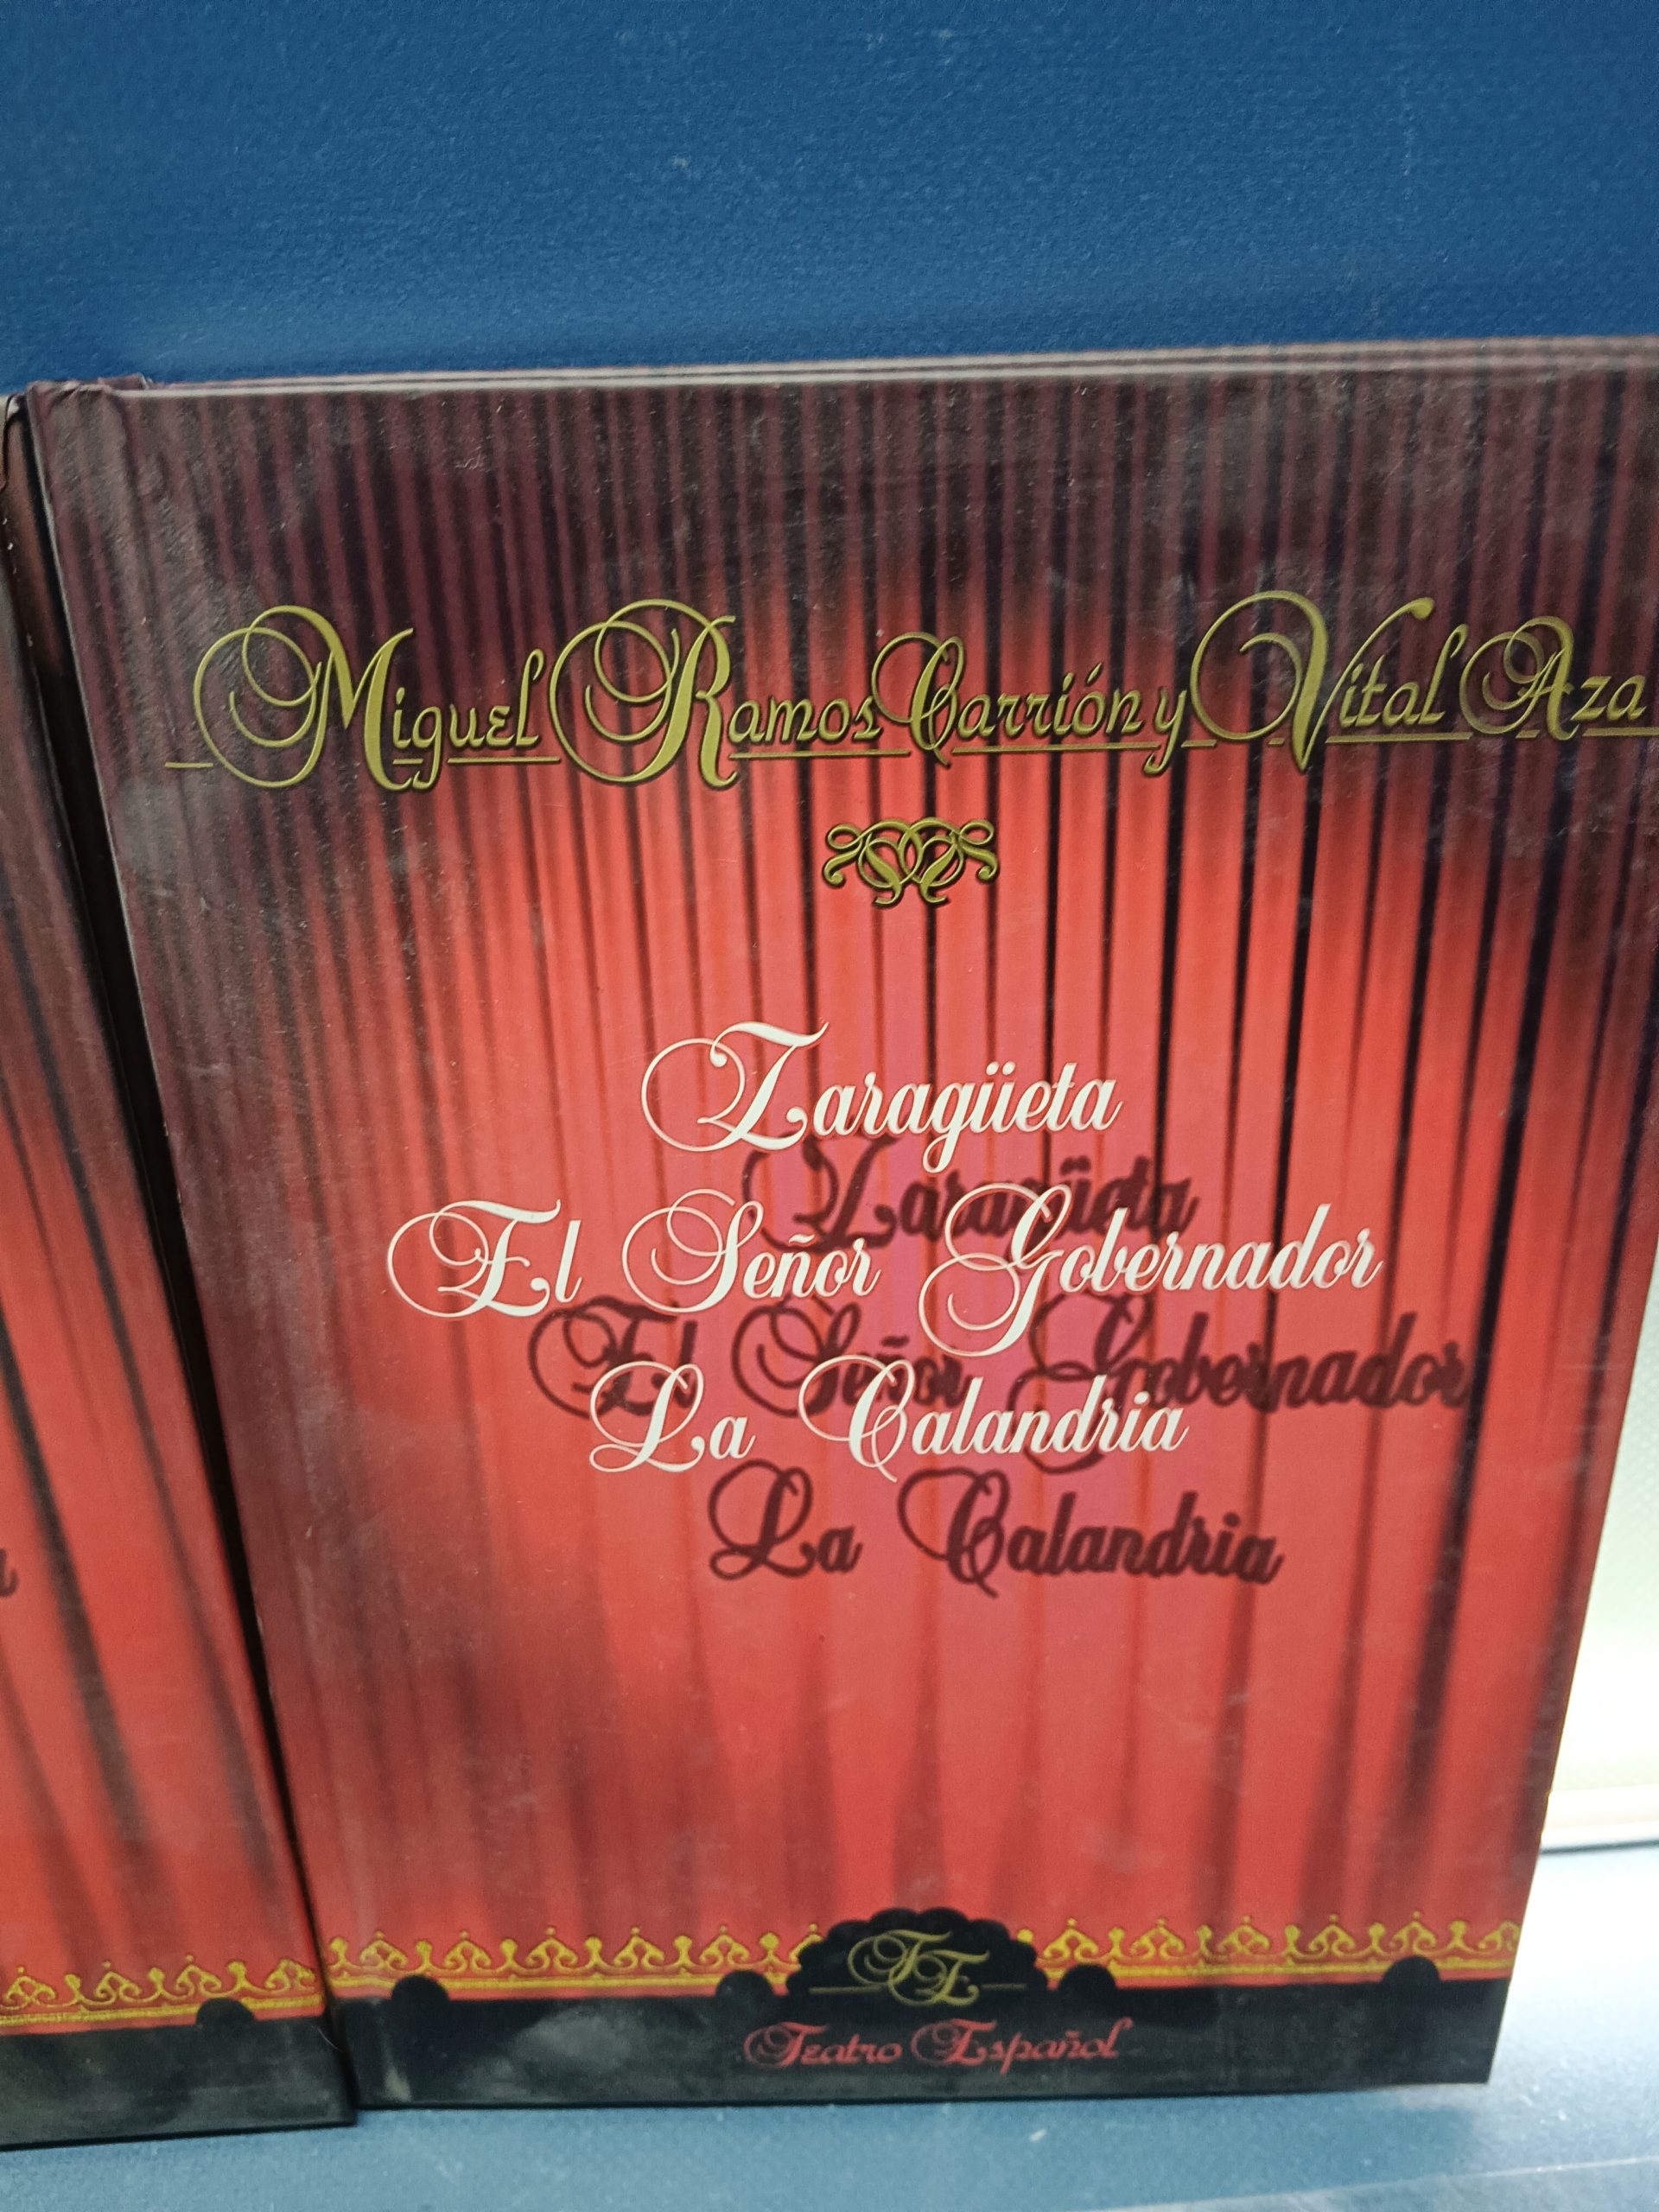 Miguel Ramos Carrión y Vital Aza
Zaragüeta
El Señor Gobernador
La Calandria
Zaragüeta
El Señor Gobernador
La Calandria
TE
Teatro Español